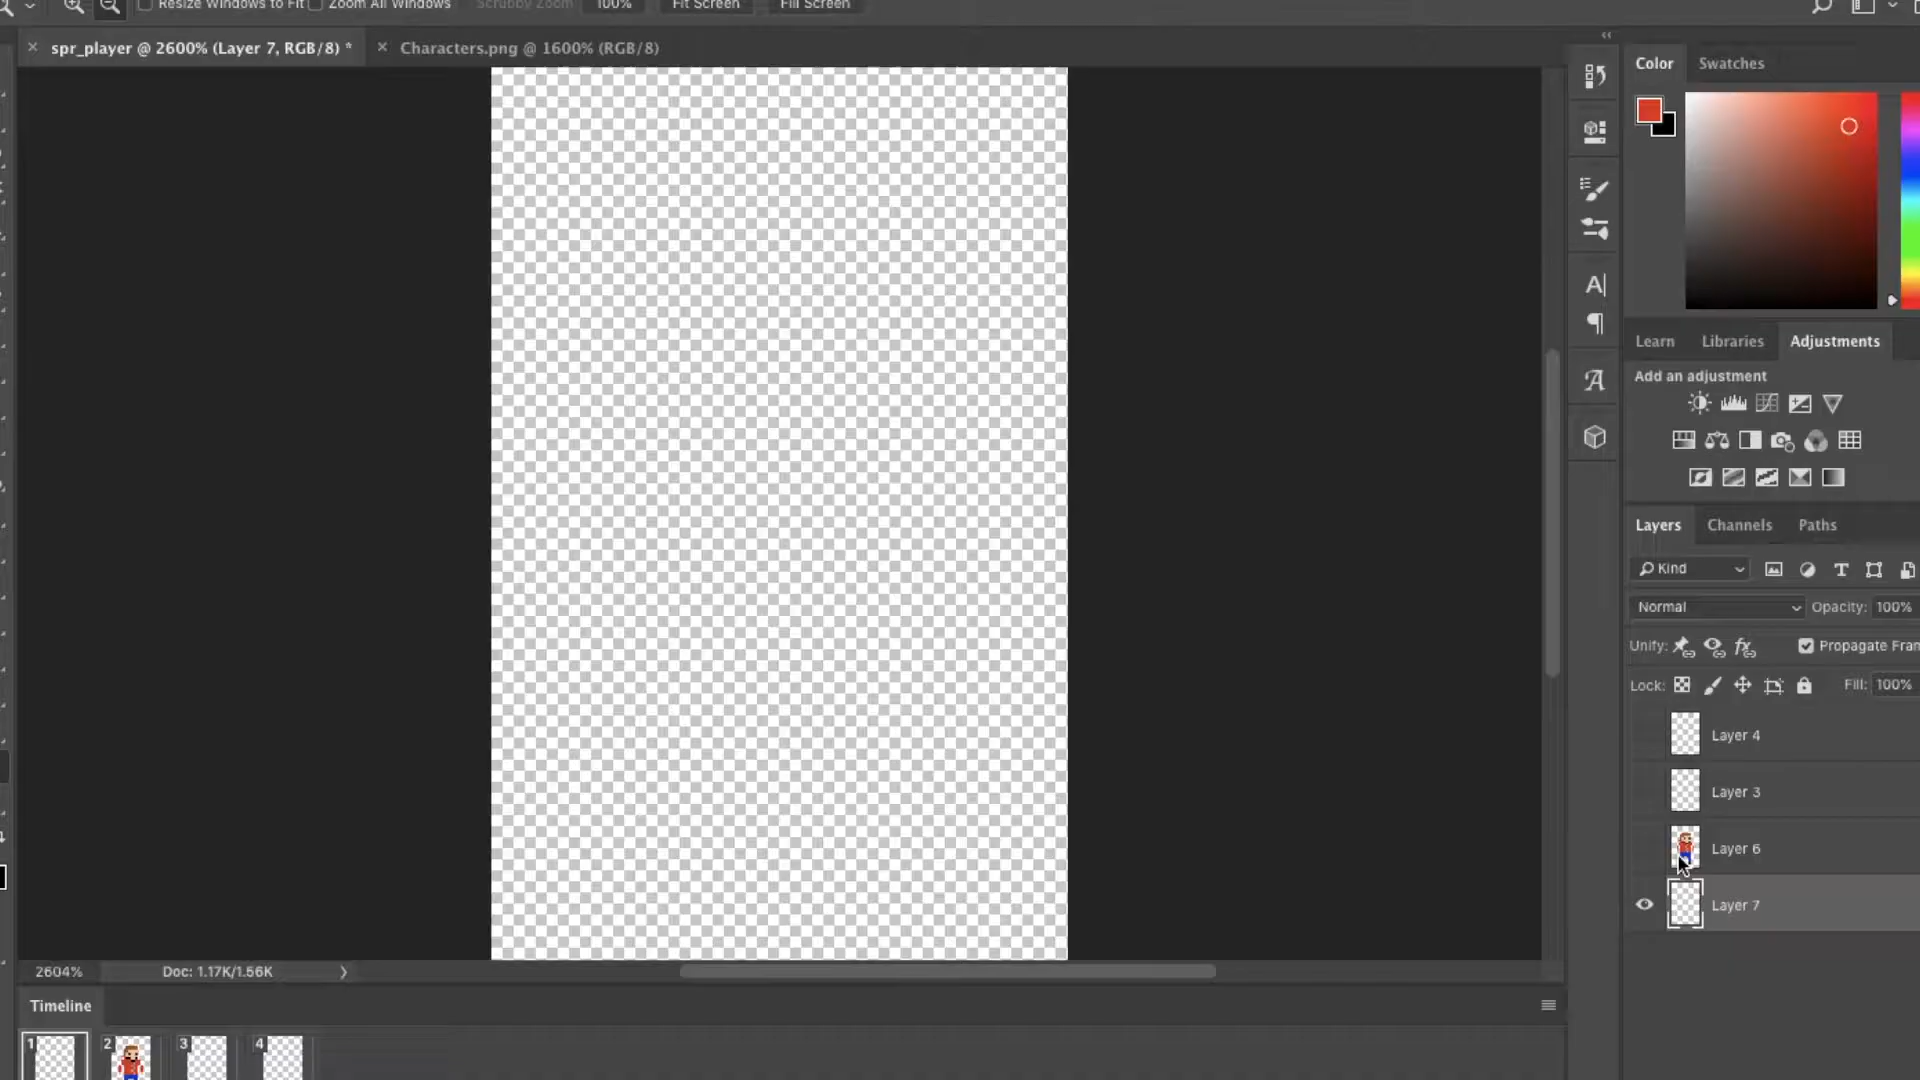 Resize Windows to Fit Zoom All Windows Scrubby Zoom 100% Fit Screen Fill Screen
spr_player @ 2600% (Layer 7, RGB/8) * Characters.png @ 1600% (RGB/8)
Color Swatches
Learn Libraries Adjustments
Add an adjustment
Layers Channels Paths
Kind
Normal Opacity: 100%
Unify: Propagate Fram
Lock: Fill: 100%
Layer 4
Layer 3
Layer 6
Layer 7
2604% Doc: 1.17K/1.56K
Timeline
1 2 3 4